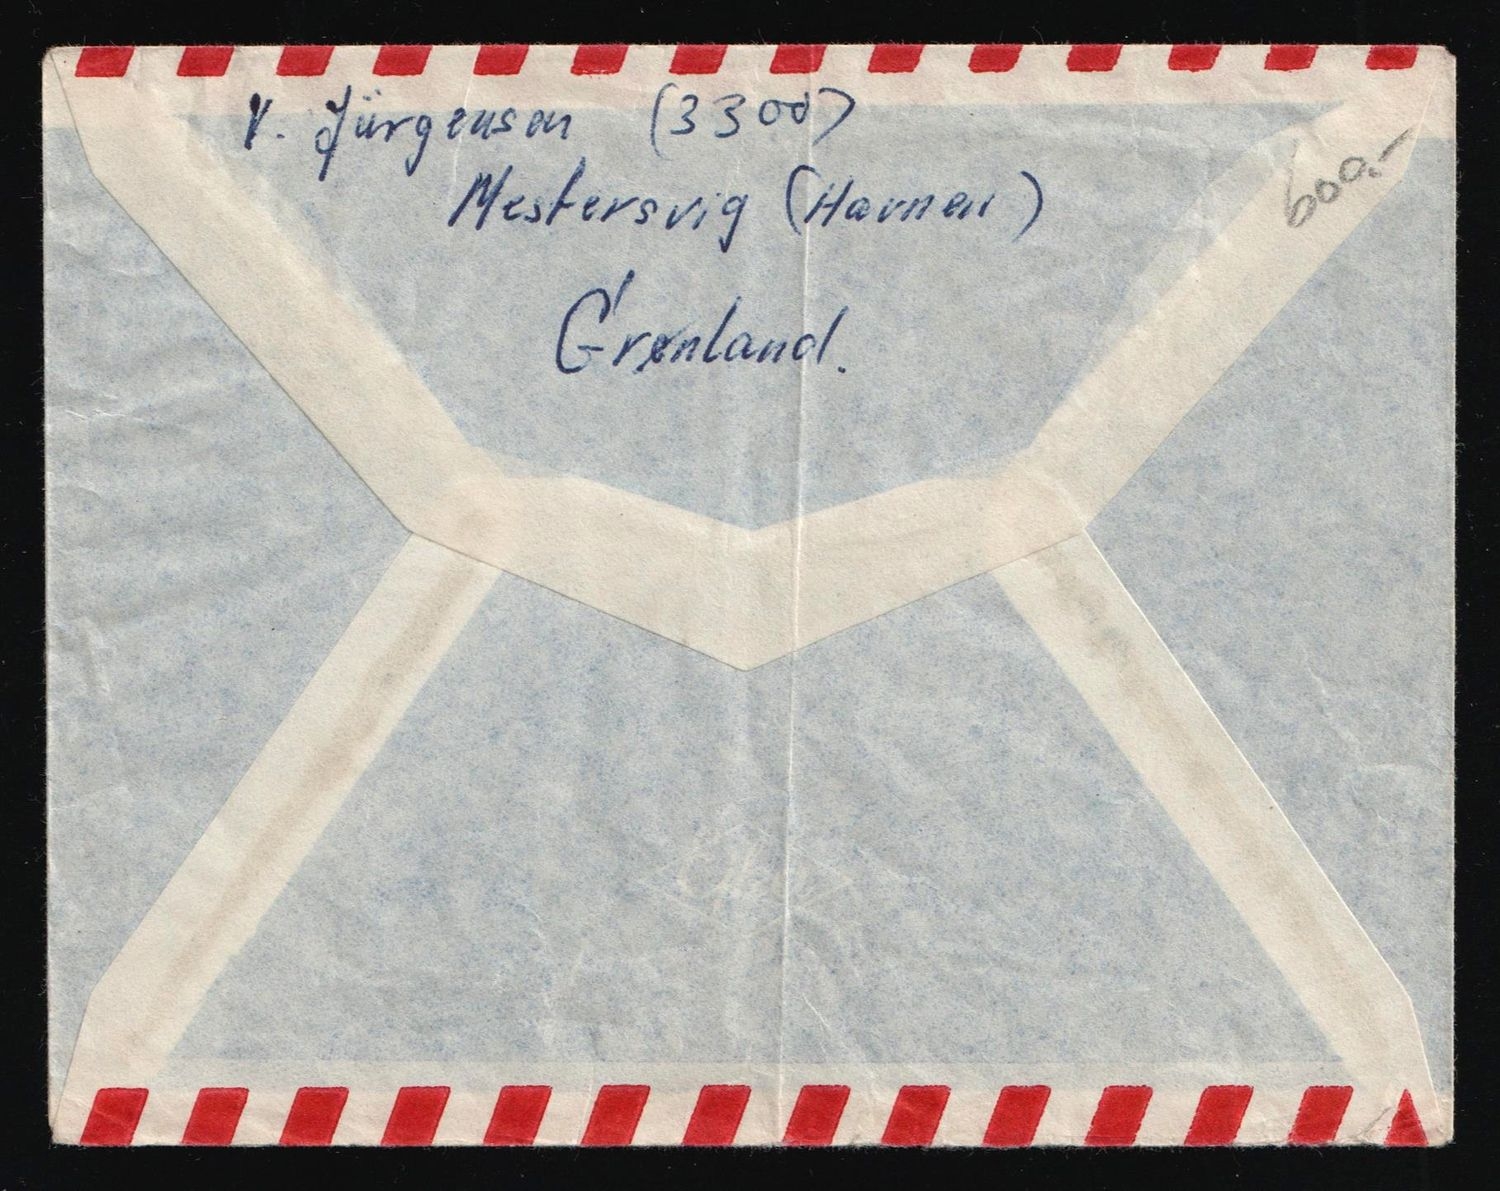 V. Jürgensen (3300)
Mestersvig (Havnen)
Grønland.
600.-